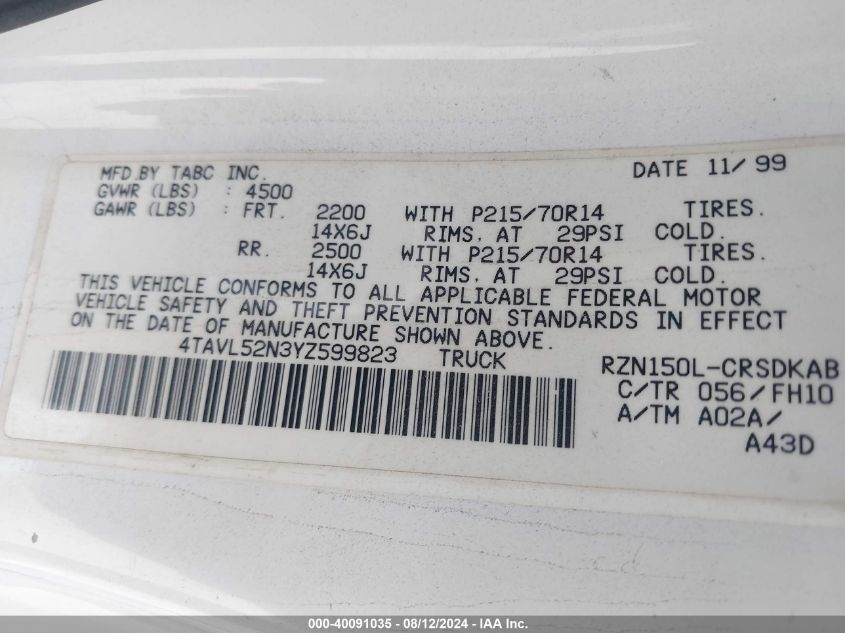 MFD.BY TABC INC. DATE 11/ 99
GVWR (LBS) : 4500
GAWR (LBS) : FRT. 2200 WITH P215/70R14 TIRES.
14X6J RIMS. AT 29PSI COLD.
RR. 2500 WITH P215/70R14 TIRES.
14X6J RIMS. AT 29PSI COLD.
THIS VEHICLE CONFORMS TO ALL APPLICABLE FEDERAL MOTOR
VEHICLE SAFETY AND THEFT PREVENTION STANDARDS IN EFFECT
ON THE DATE OF MANUFACTURE SHOWN ABOVE.
4TAVL52N3YZ599823 TRUCK RZN150L-CRSDKAB
C/TR 056/FH10
A/TM A02A/
A43D
000-40091035 - 08/12/2024 - IAA Inc.